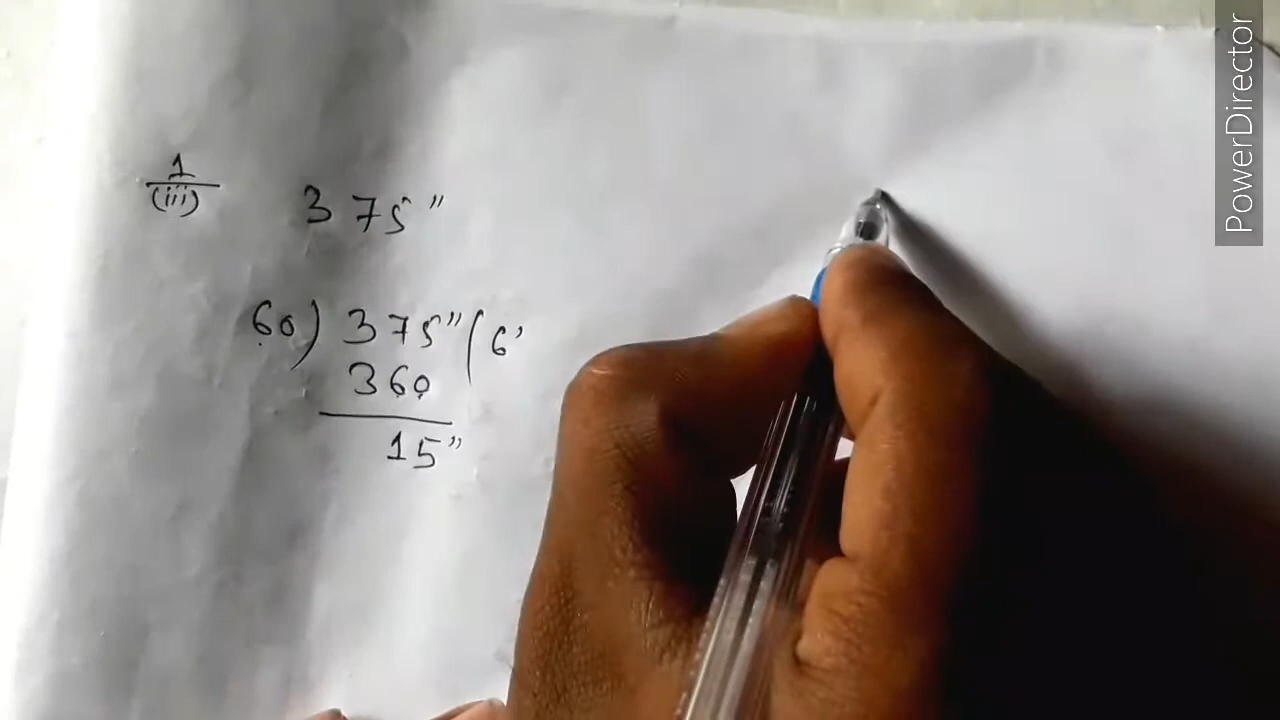 1
(iii)
375"
60) 375" ( 6'
360
15"
PowerDirector